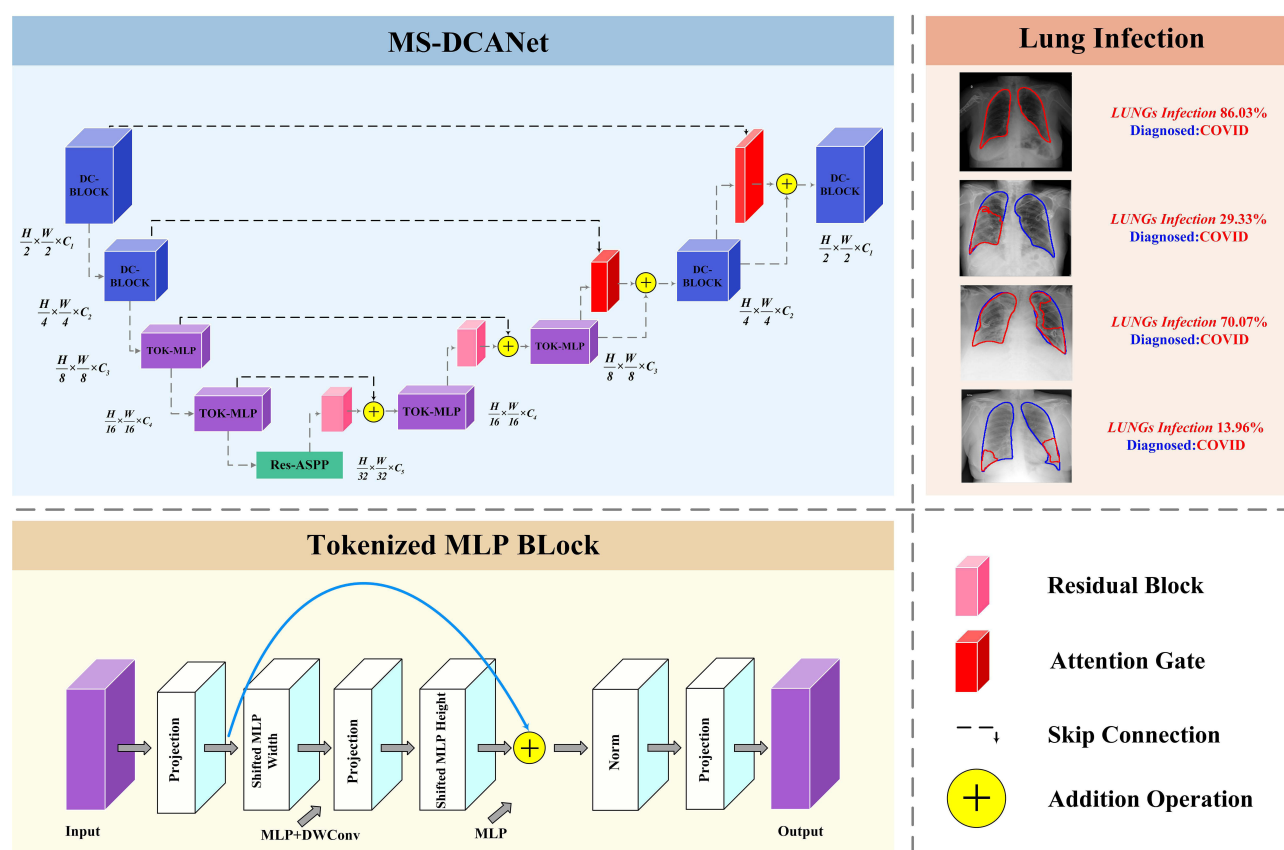 MS-DCANet
DC-
BLOCK
H/2 × W/2 × C1
DC-
BLOCK
H/4 × W/4 × C2
TOK-MLP
H/8 × W/8 × C3
TOK-MLP
H/16 × W/16 × C4
Res-ASPP
H/32 × W/32 × C5
+
TOK-MLP
H/16 × W/16 × C4
+
TOK-MLP
H/8 × W/8 × C3
+
DC-
BLOCK
H/4 × W/4 × C2
+
DC-
BLOCK
H/2 × W/2 × C1
Lung Infection
LUNGs Infection 86.03%
Diagnosed:COVID
LUNGs Infection 29.33%
Diagnosed:COVID
LUNGs Infection 70.07%
Diagnosed:COVID
LUNGs Infection 13.96%
Diagnosed:COVID
Tokenized MLP BLock
Input
Projection
Shifted MLP
Width
MLP+DWConv
Projection
Shifted MLP Height
MLP
+
Norm
Projection
Output
Residual Block
Attention Gate
Skip Connection
+
Addition Operation